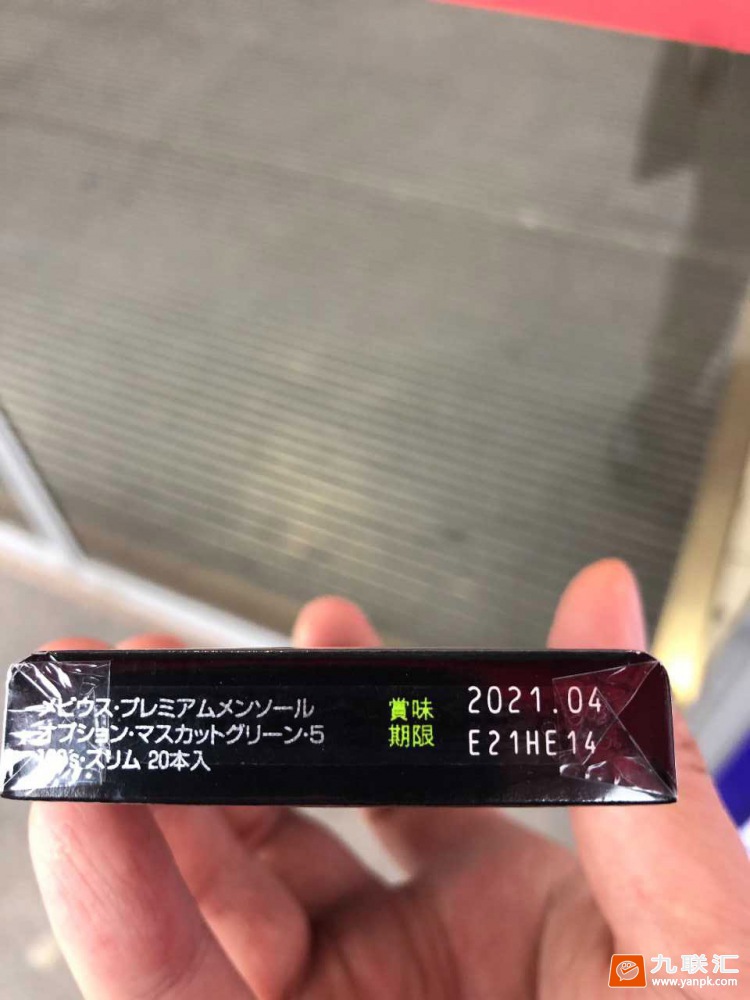 メビウス・プレミアムメンソール
オプション・マスカットグリーン・5
100s・スリム 20本入
賞味
期限
2021.04
E21HE14
九联汇
www.yanpk.com